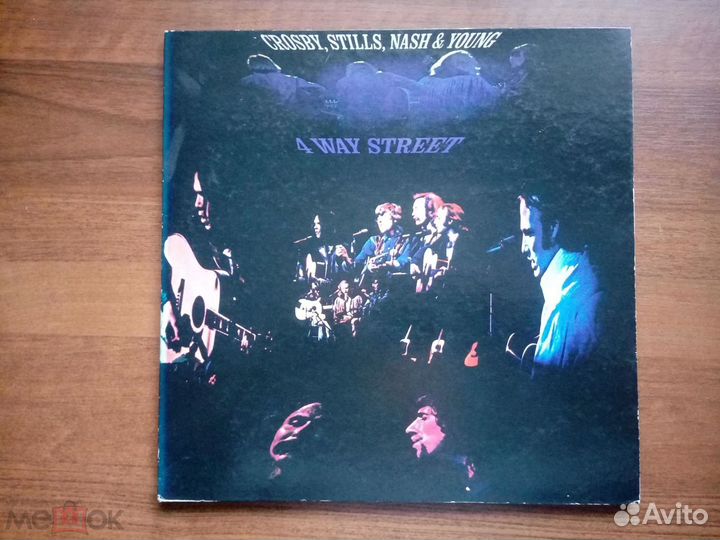 CROSBY, STILLS, NASH & YOUNG
4 WAY STREET
мешок
Avito